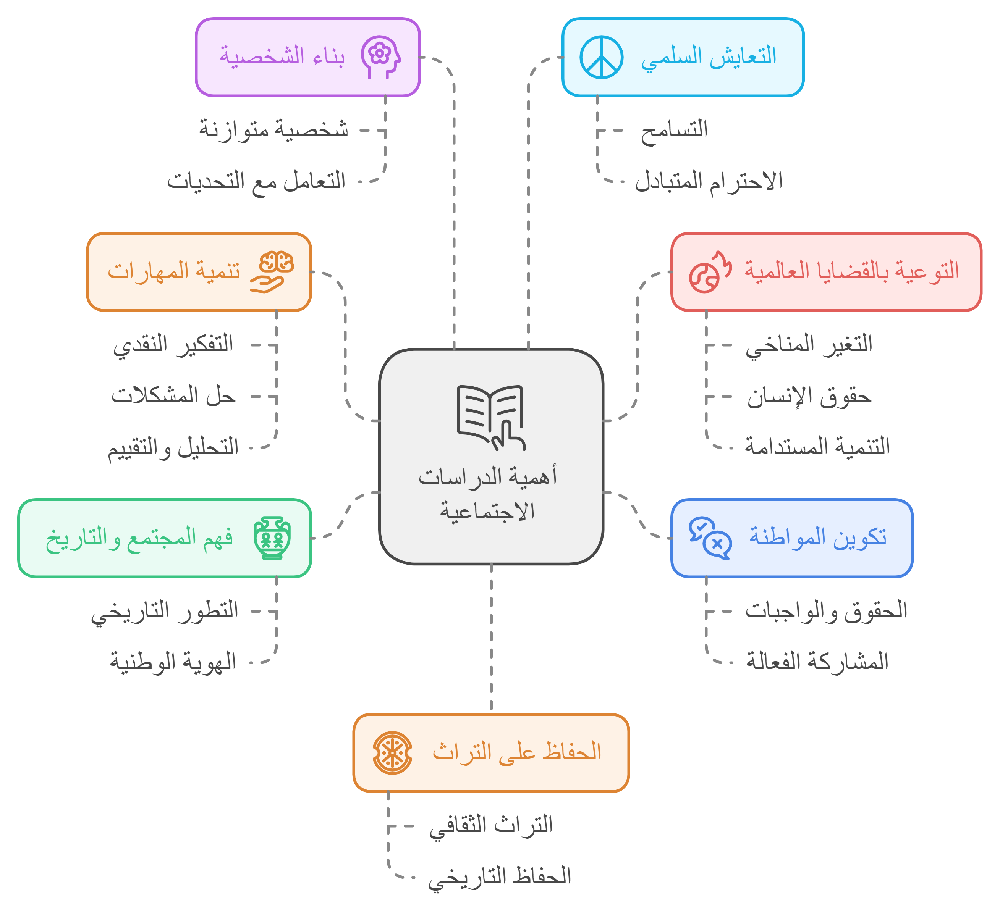 التعايش السلمي
التسامح
الاحترام المتبادل
بناء الشخصية
شخصية متوازنة
التعامل مع التحديات
التوعية بالقضايا العالمية
التغير المناخي
حقوق الإنسان
التنمية المستدامة
تنمية المهارات
التفكير النقدي
حل المشكلات
التحليل والتقييم
أهمية الدراسات
الاجتماعية
تكوين المواطنة
الحقوق والواجبات
المشاركة الفعالة
فهم المجتمع والتاريخ
التطور التاريخي
الهوية الوطنية
الحفاظ على التراث
التراث الثقافي
الحفاظ التاريخي